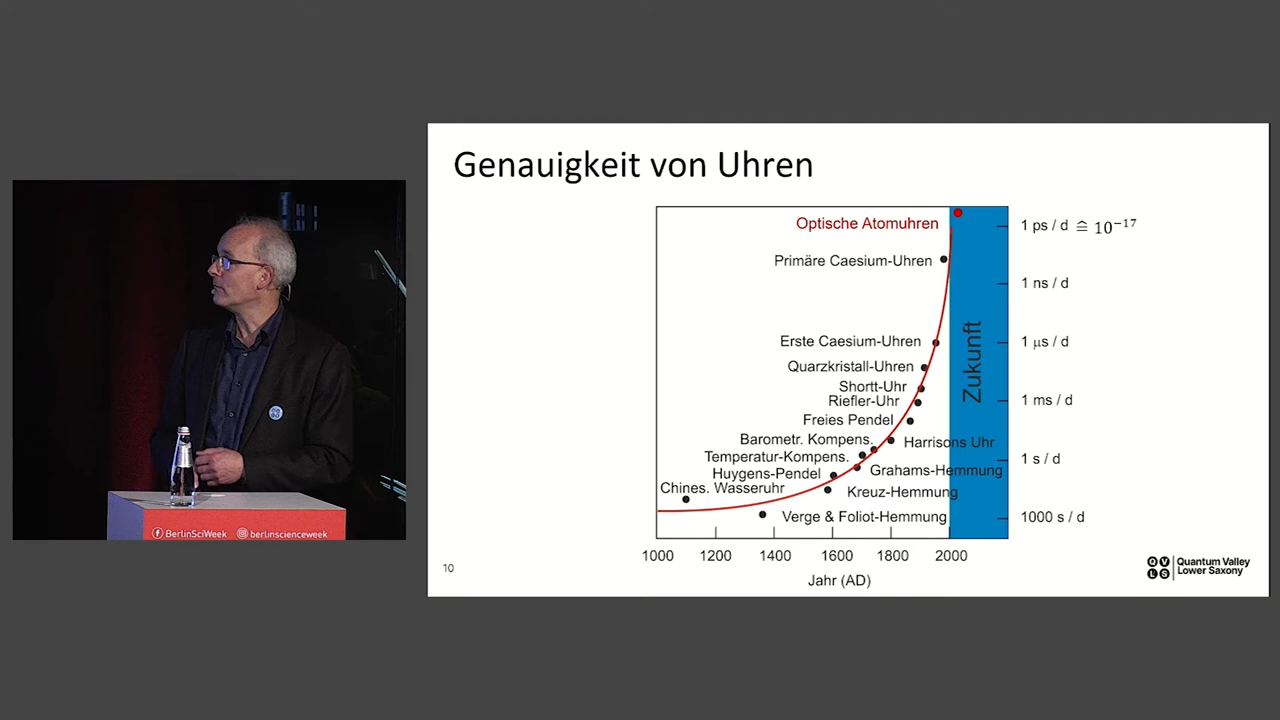 Genauigkeit von Uhren
Optische Atomuhren
1 ps / d ≙ 10⁻¹⁷
Primäre Caesium-Uhren
1 ns / d
Erste Caesium-Uhren
1 µs / d
Quarzkristall-Uhren
Shortt-Uhr
Riefler-Uhr
1 ms / d
Freies Pendel
Barometr. Kompens.
Harrisons Uhr
Temperatur-Kompens.
1 s / d
Huygens-Pendel
Grahams-Hemmung
Chines. Wasseruhr
Kreuz-Hemmung
Verge & Foliot-Hemmung
1000 s / d
Zukunft
1000 1200 1400 1600 1800 2000
Jahr (AD)
10
QVLS
Quantum Valley
Lower Saxony
BerlinSciWeek
berlinscienceweek